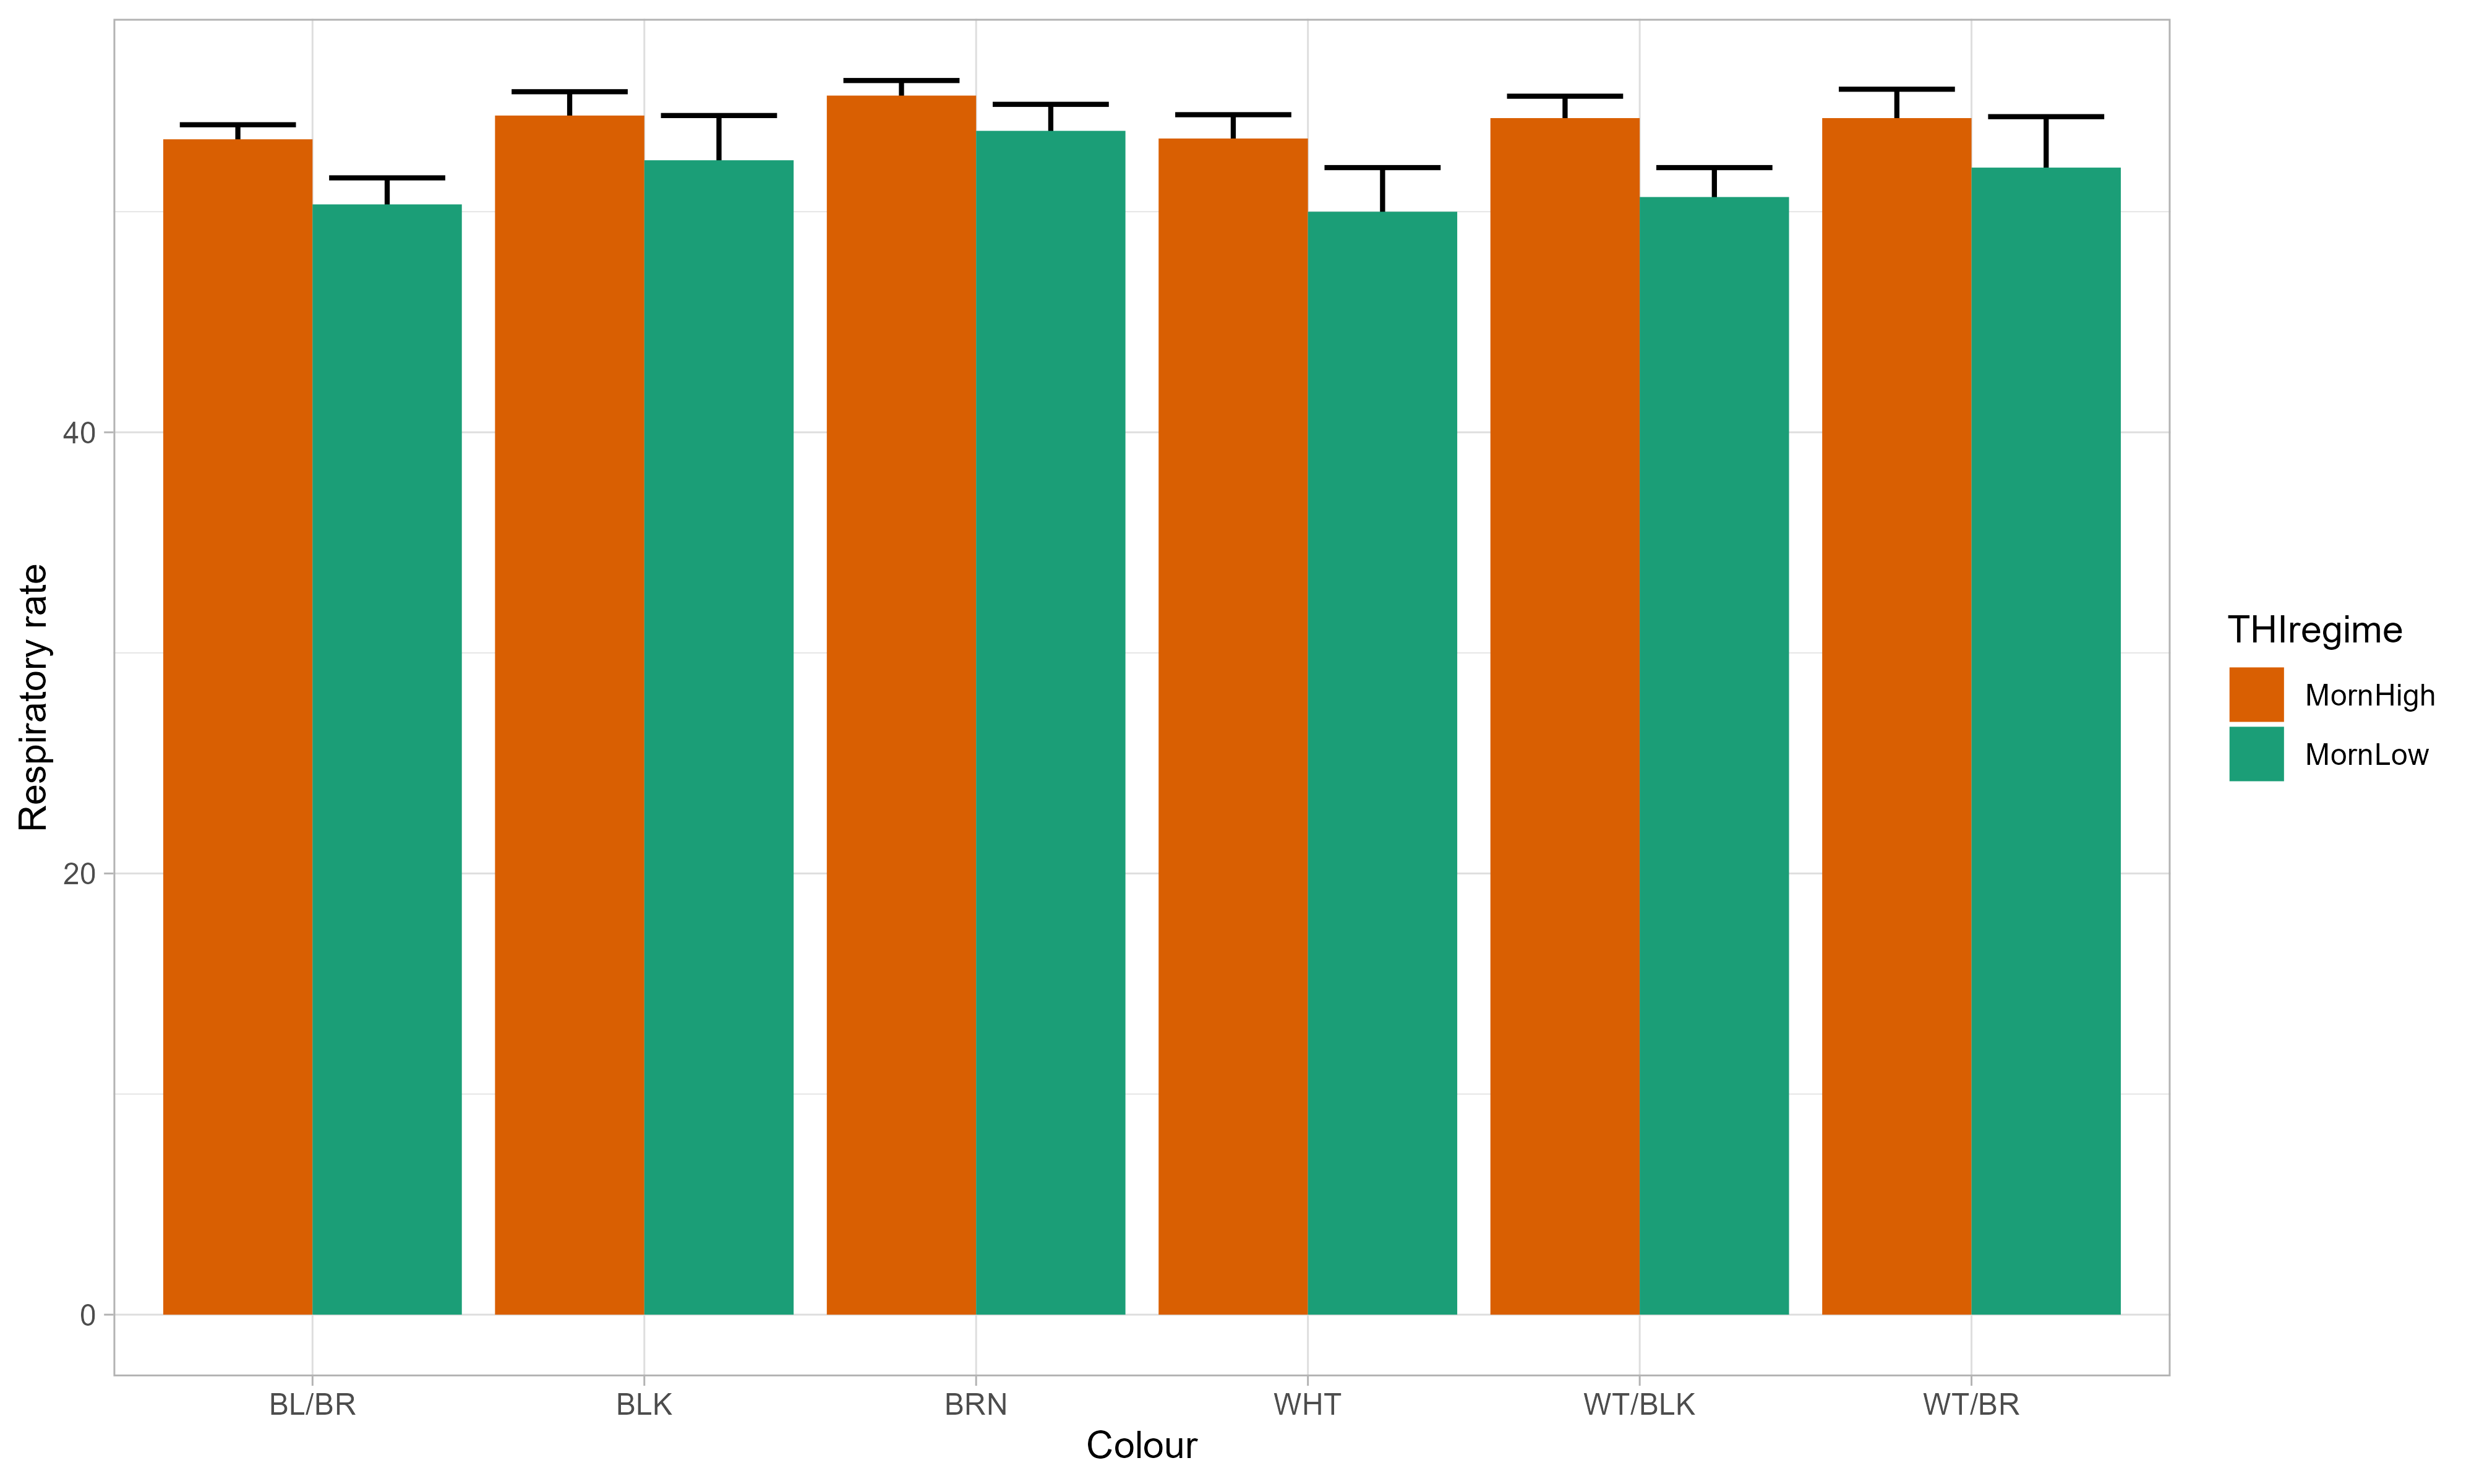 Respiratory rate
40
20
0
BL/BR
BLK
BRN
WHT
WT/BLK
WT/BR
Colour
THIregime
MornHigh
MornLow